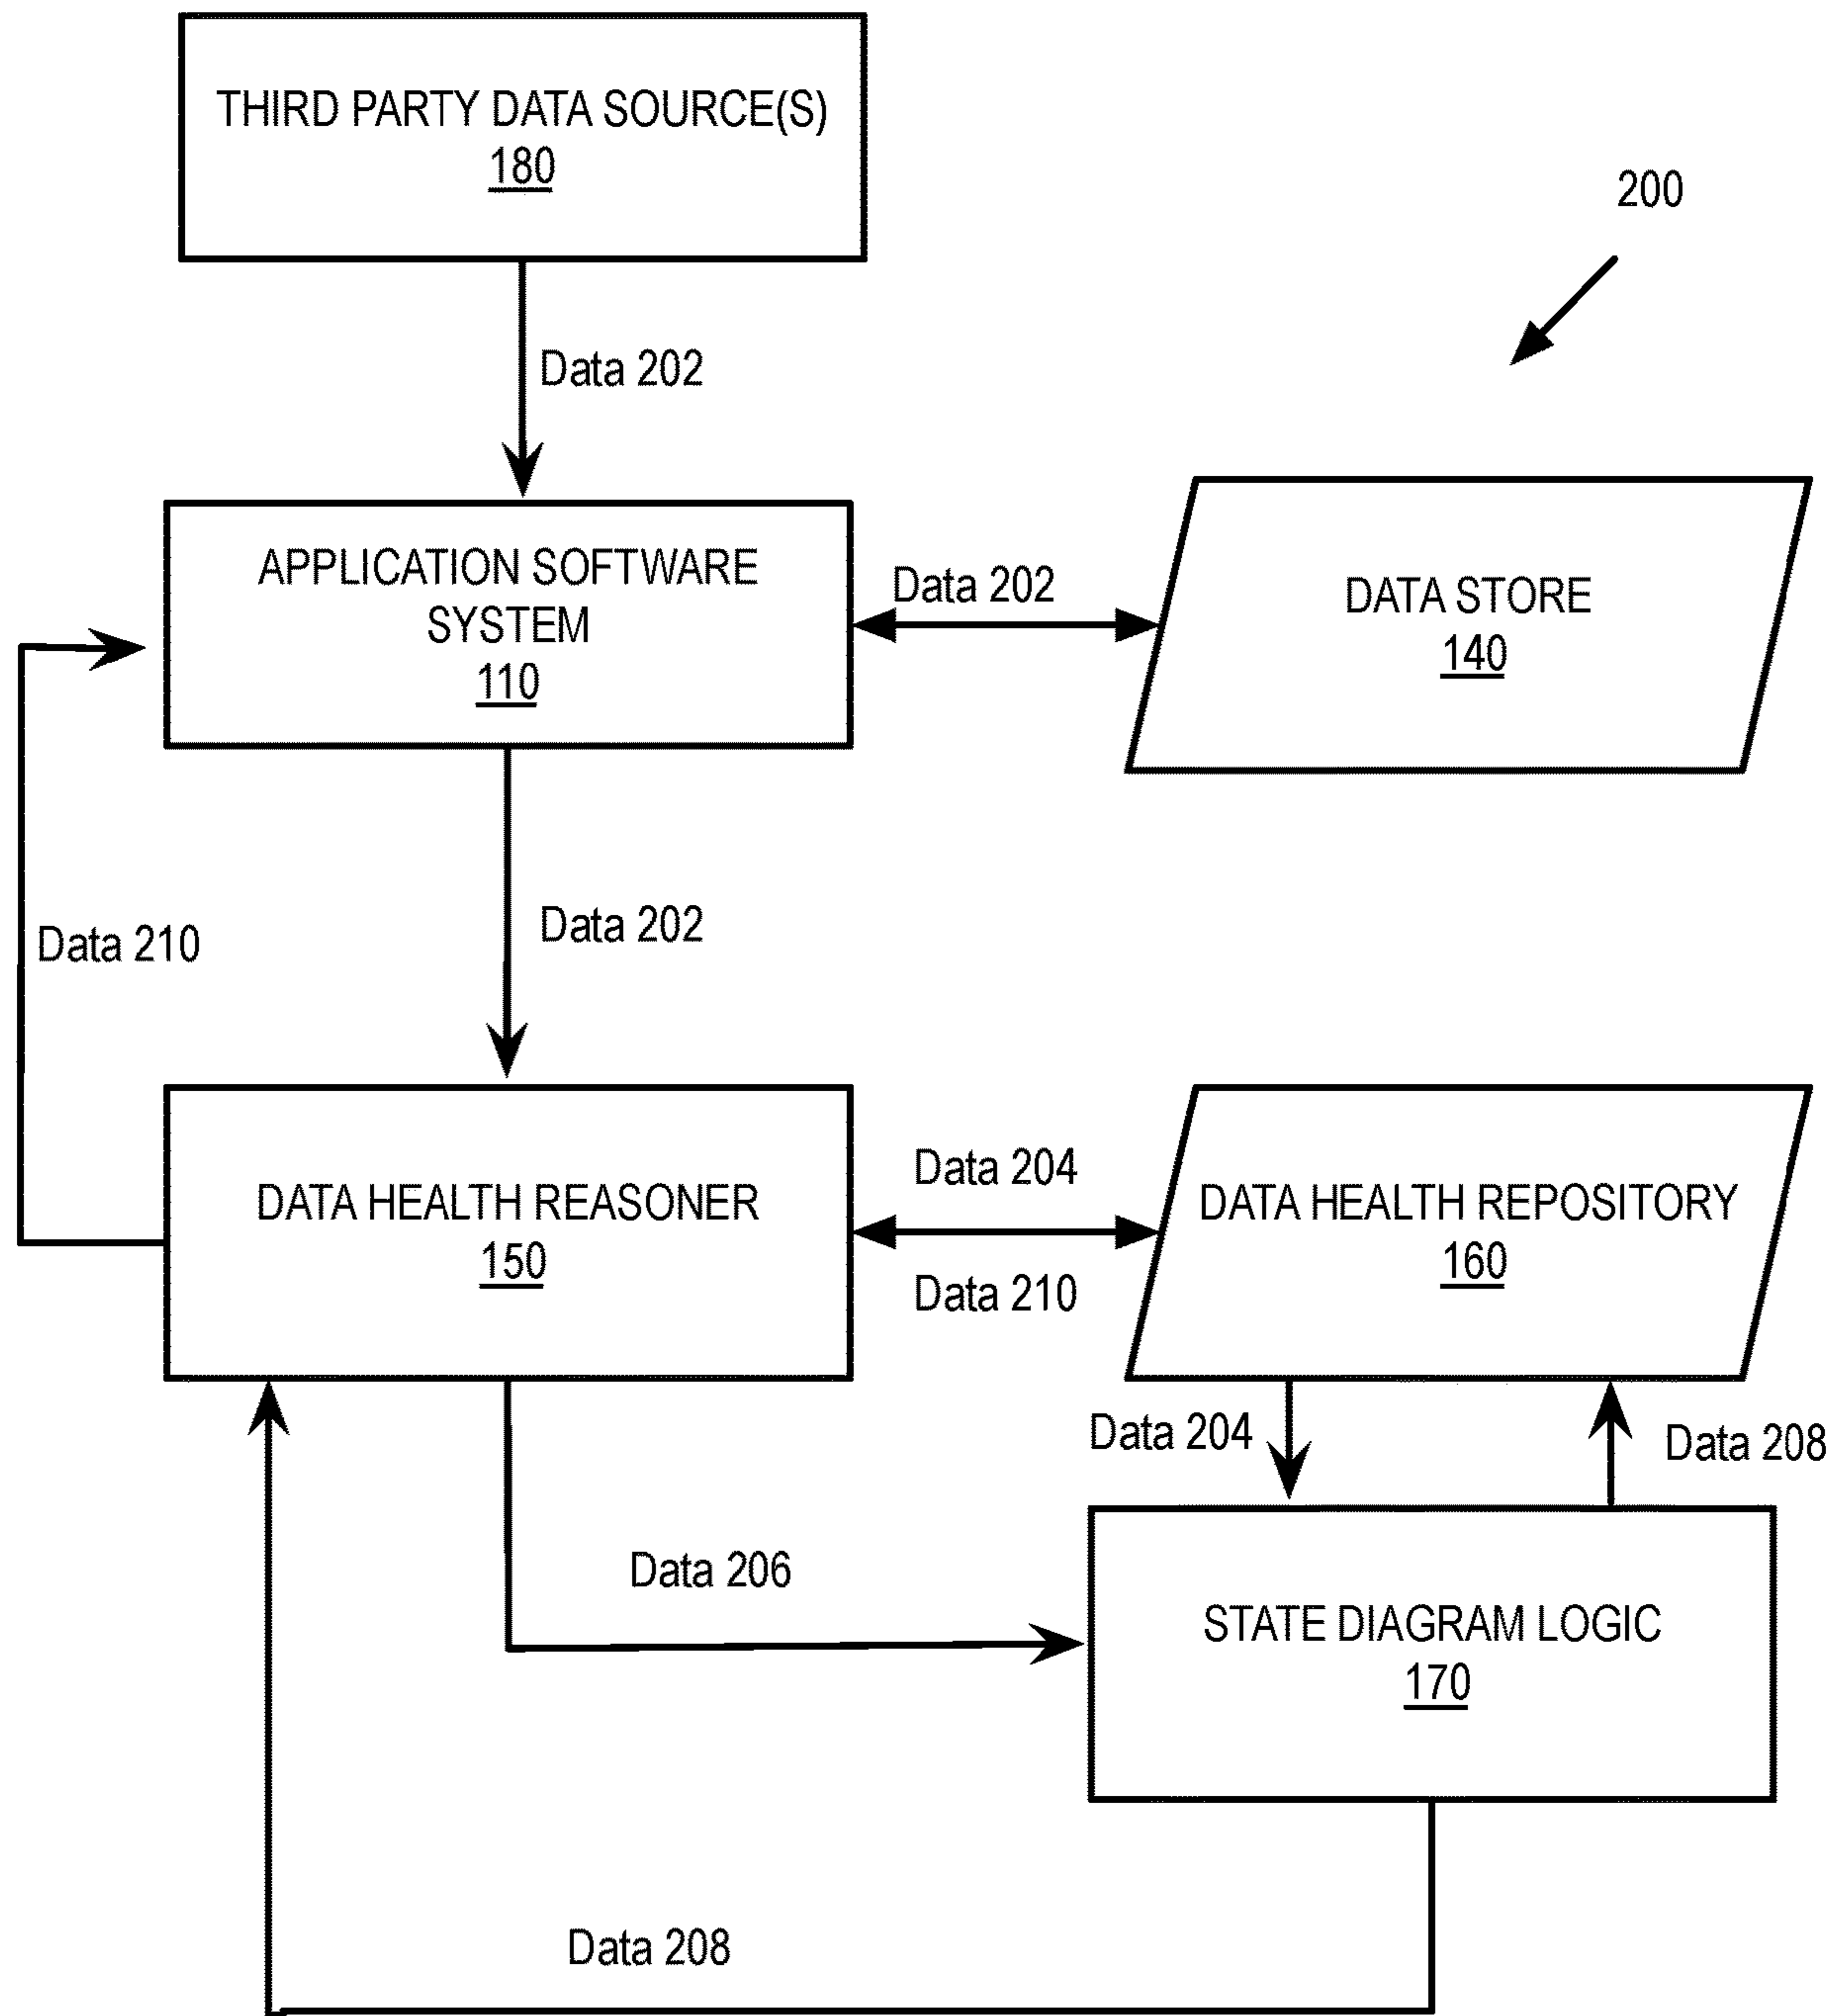 THIRD PARTY DATA SOURCE(S)
180
200
Data 202
APPLICATION SOFTWARE
SYSTEM
110
Data 202
DATA STORE
140
Data 210
Data 202
DATA HEALTH REASONER
150
Data 204
Data 210
DATA HEALTH REPOSITORY
160
Data 204
Data 208
Data 206
STATE DIAGRAM LOGIC
170
Data 208